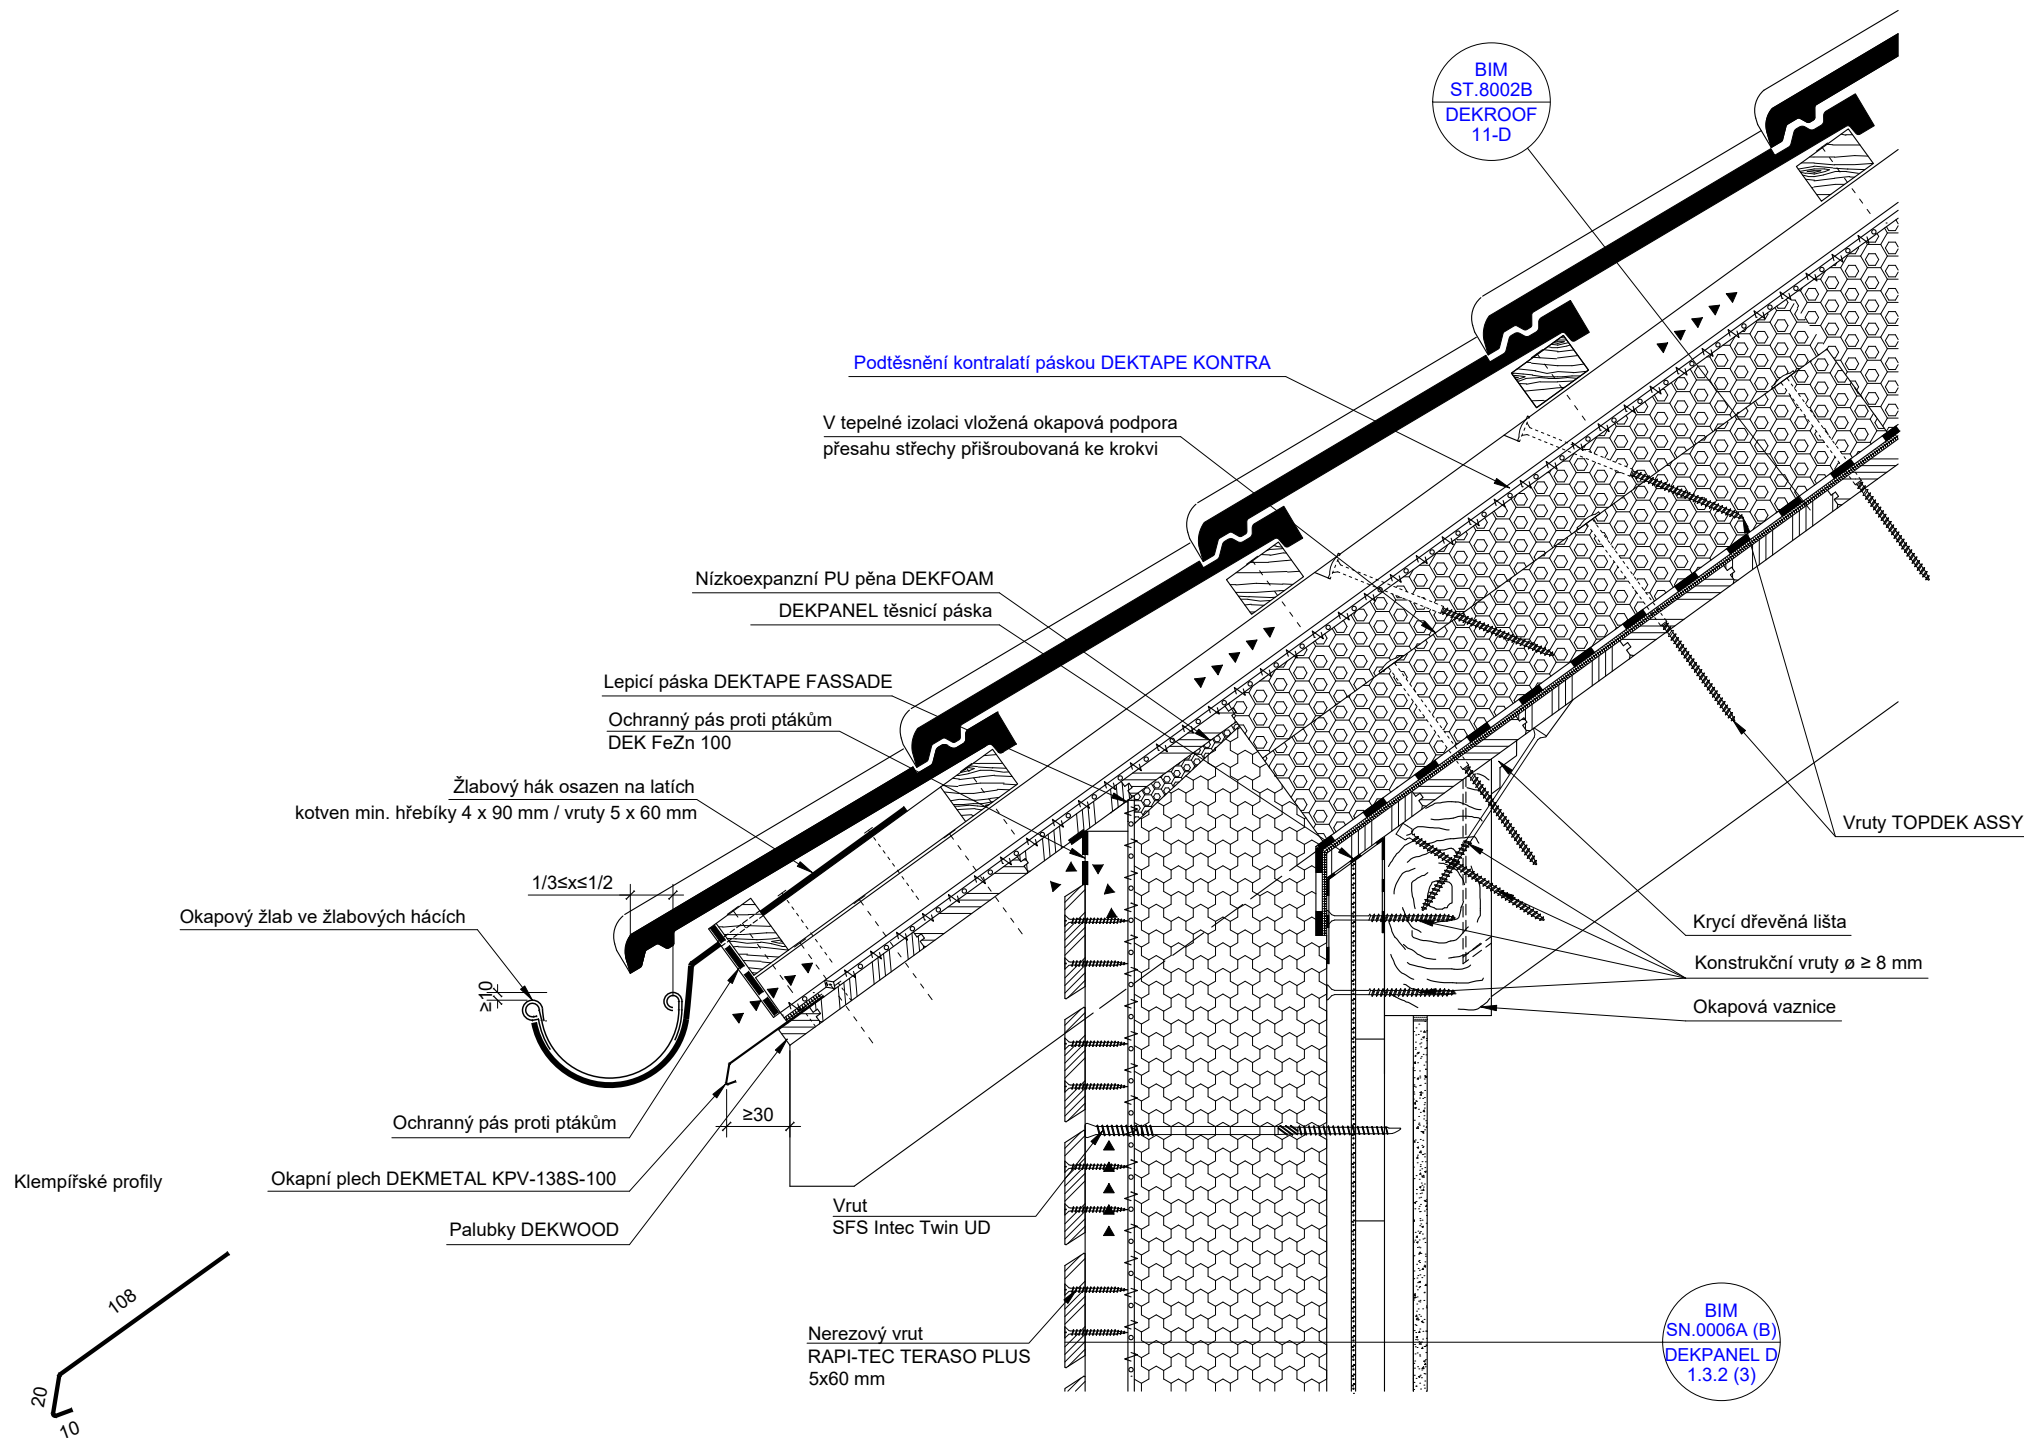 BIM
ST.8002B
DEKROOF
11-D
Podtěsnění kontralatí páskou DEKTAPE KONTRA
V tepelné izolaci vložená okapová podpora
přesahu střechy přišroubovaná ke krokvi
Nízkoexpanzní PU pěna DEKFOAM
DEKPANEL těsnicí páska
Lepicí páska DEKTAPE FASSADE
Ochranný pás proti ptákům
DEK FeZn 100
Žlabový hák osazen na latích
kotven min. hřebíky 4 x 90 mm / vruty 5 x 60 mm
Vruty TOPDEK ASSY
1/3≤x≤1/2
Okapový žlab ve žlabových hácích
Krycí dřevěná lišta
Konstrukční vruty ø ≥ 8 mm
≥10
Okapová vaznice
≥30
Ochranný pás proti ptákům
Okapní plech DEKMETAL KPV-138S-100
Klempířské profily
Vrut
SFS Intec Twin UD
Palubky DEKWOOD
108
20
10
Nerezový vrut
RAPI-TEC TERASO PLUS
5x60 mm
BIM
SN.0006A (B)
DEKPANEL D
1.3.2 (3)